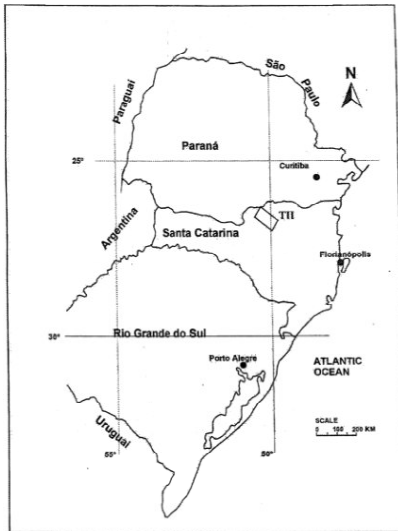 São
Paulo
N
Paraguai
Paraná
Curitiba
25°
TII
Argentina
Santa Catarina
Florianópolis
30°
Rio Grande do Sul
Porto Alegre
ATLANTIC
OCEAN
Uruguai
SCALE
0 100 200 KM
55°
50°